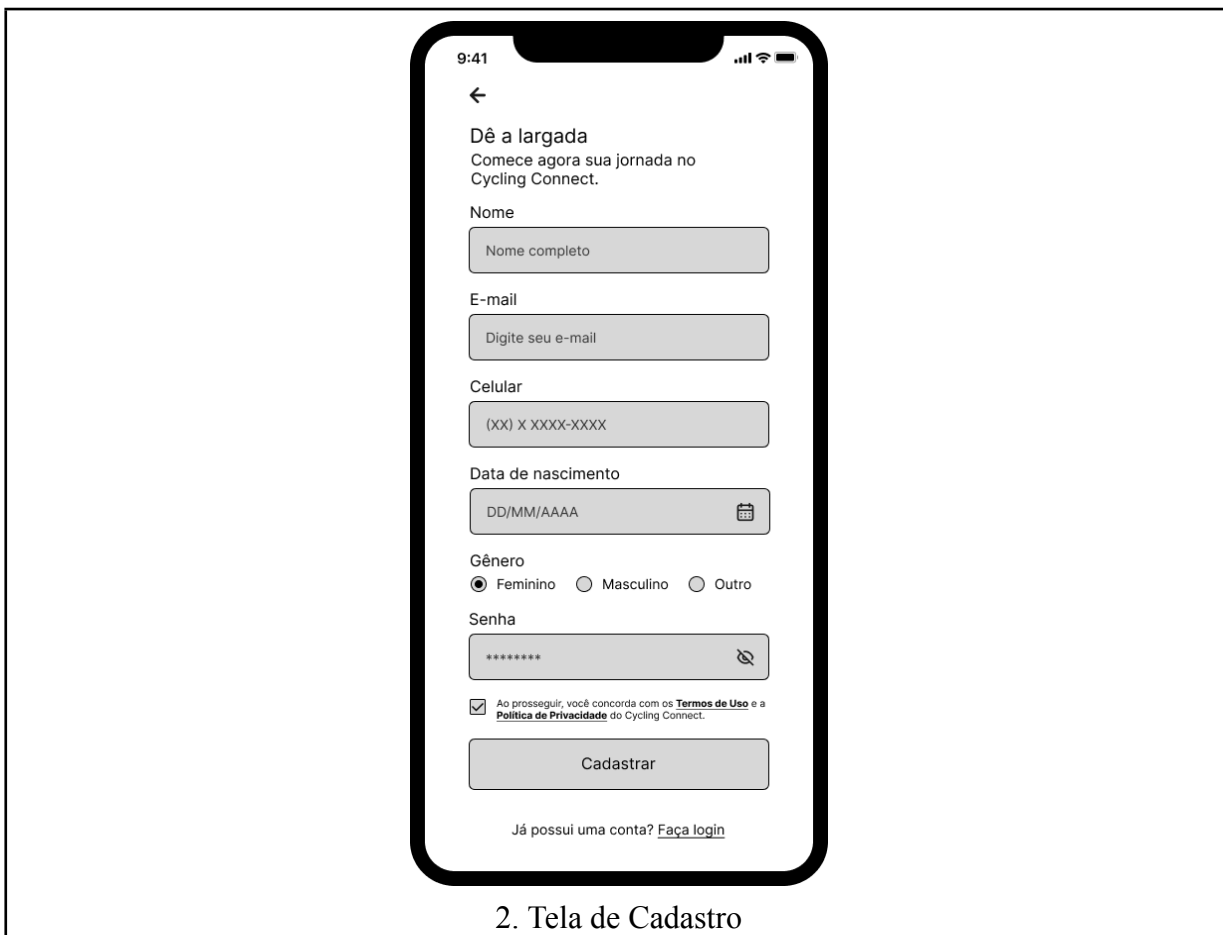 9:41
Dê a largada
Comece agora sua jornada no
Cycling Connect.
Nome
Nome completo
E-mail
Digite seu e-mail
Celular
(XX) X XXXX-XXXX
Data de nascimento
DD/MM/AAAA
Gênero
Feminino Masculino Outro
Senha
********
Ao prosseguir, você concorda com os Termos de Uso e a
Política de Privacidade do Cycling Connect.
Cadastrar
Já possui uma conta? Faça login
2. Tela de Cadastro